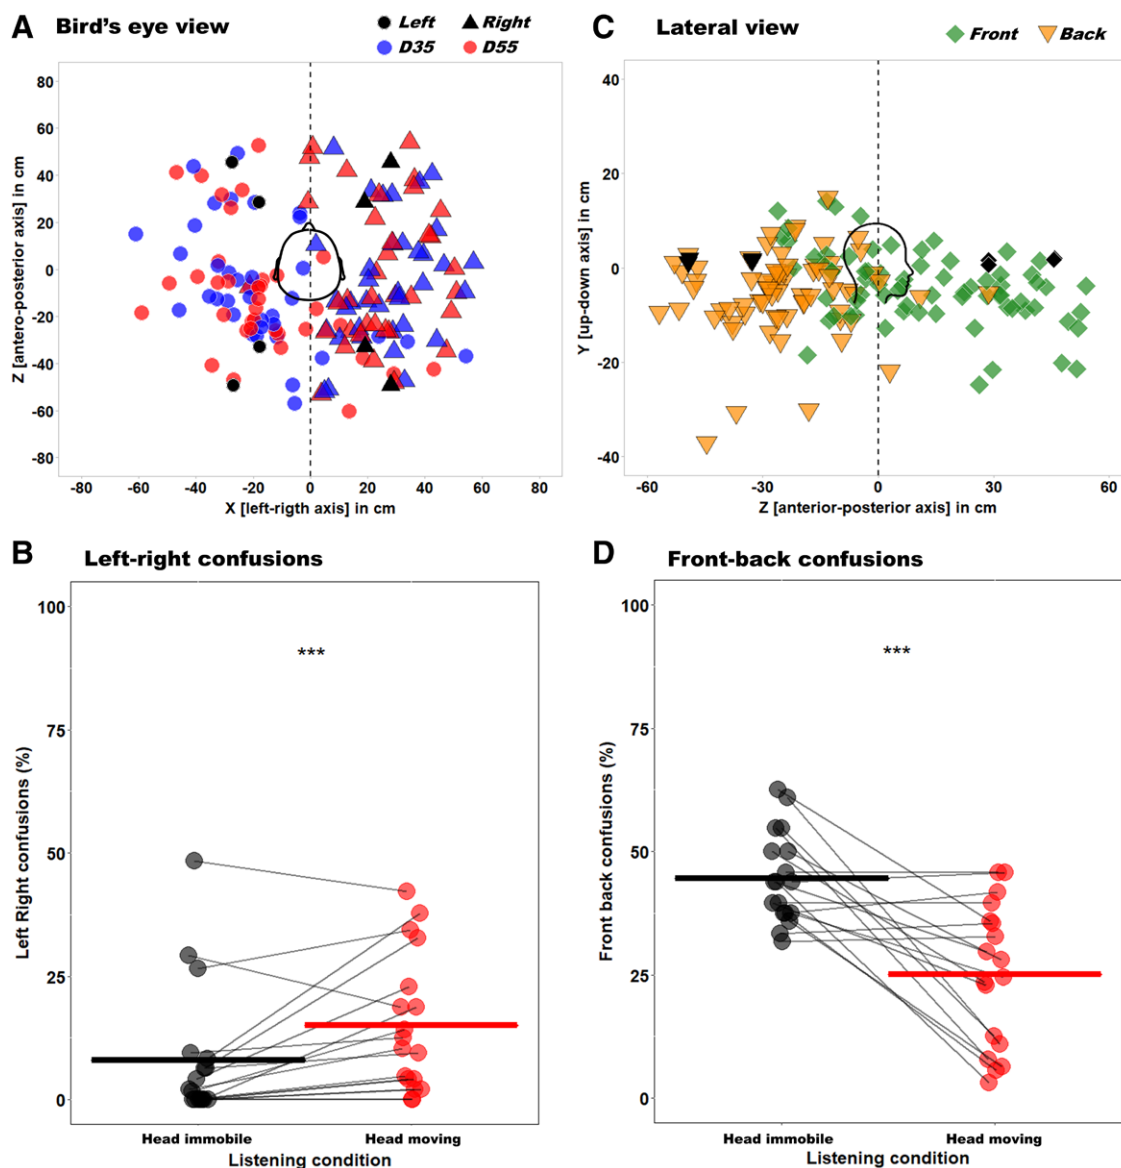 A Bird's eye view
Left Right
D35 D55
80
60
40
20
0
-20
-40
-60
-80
Z [antero-posterior axis] in cm
-80 -60 -40 -20 0 20 40 60 80
X [left-rigth axis] in cm
C Lateral view
Front Back
40
20
0
-20
-40
Y [up-down axis] in cm
-60 -30 0 30 60
Z [anterior-posterior axis] in cm
B Left-right confusions
100
75
50
25
0
***
Left Right confusions (%)
Head immobile Head moving
Listening condition
D Front-back confusions
100
75
50
25
0
***
Front back confusions (%)
Head immobile Head moving
Listening condition